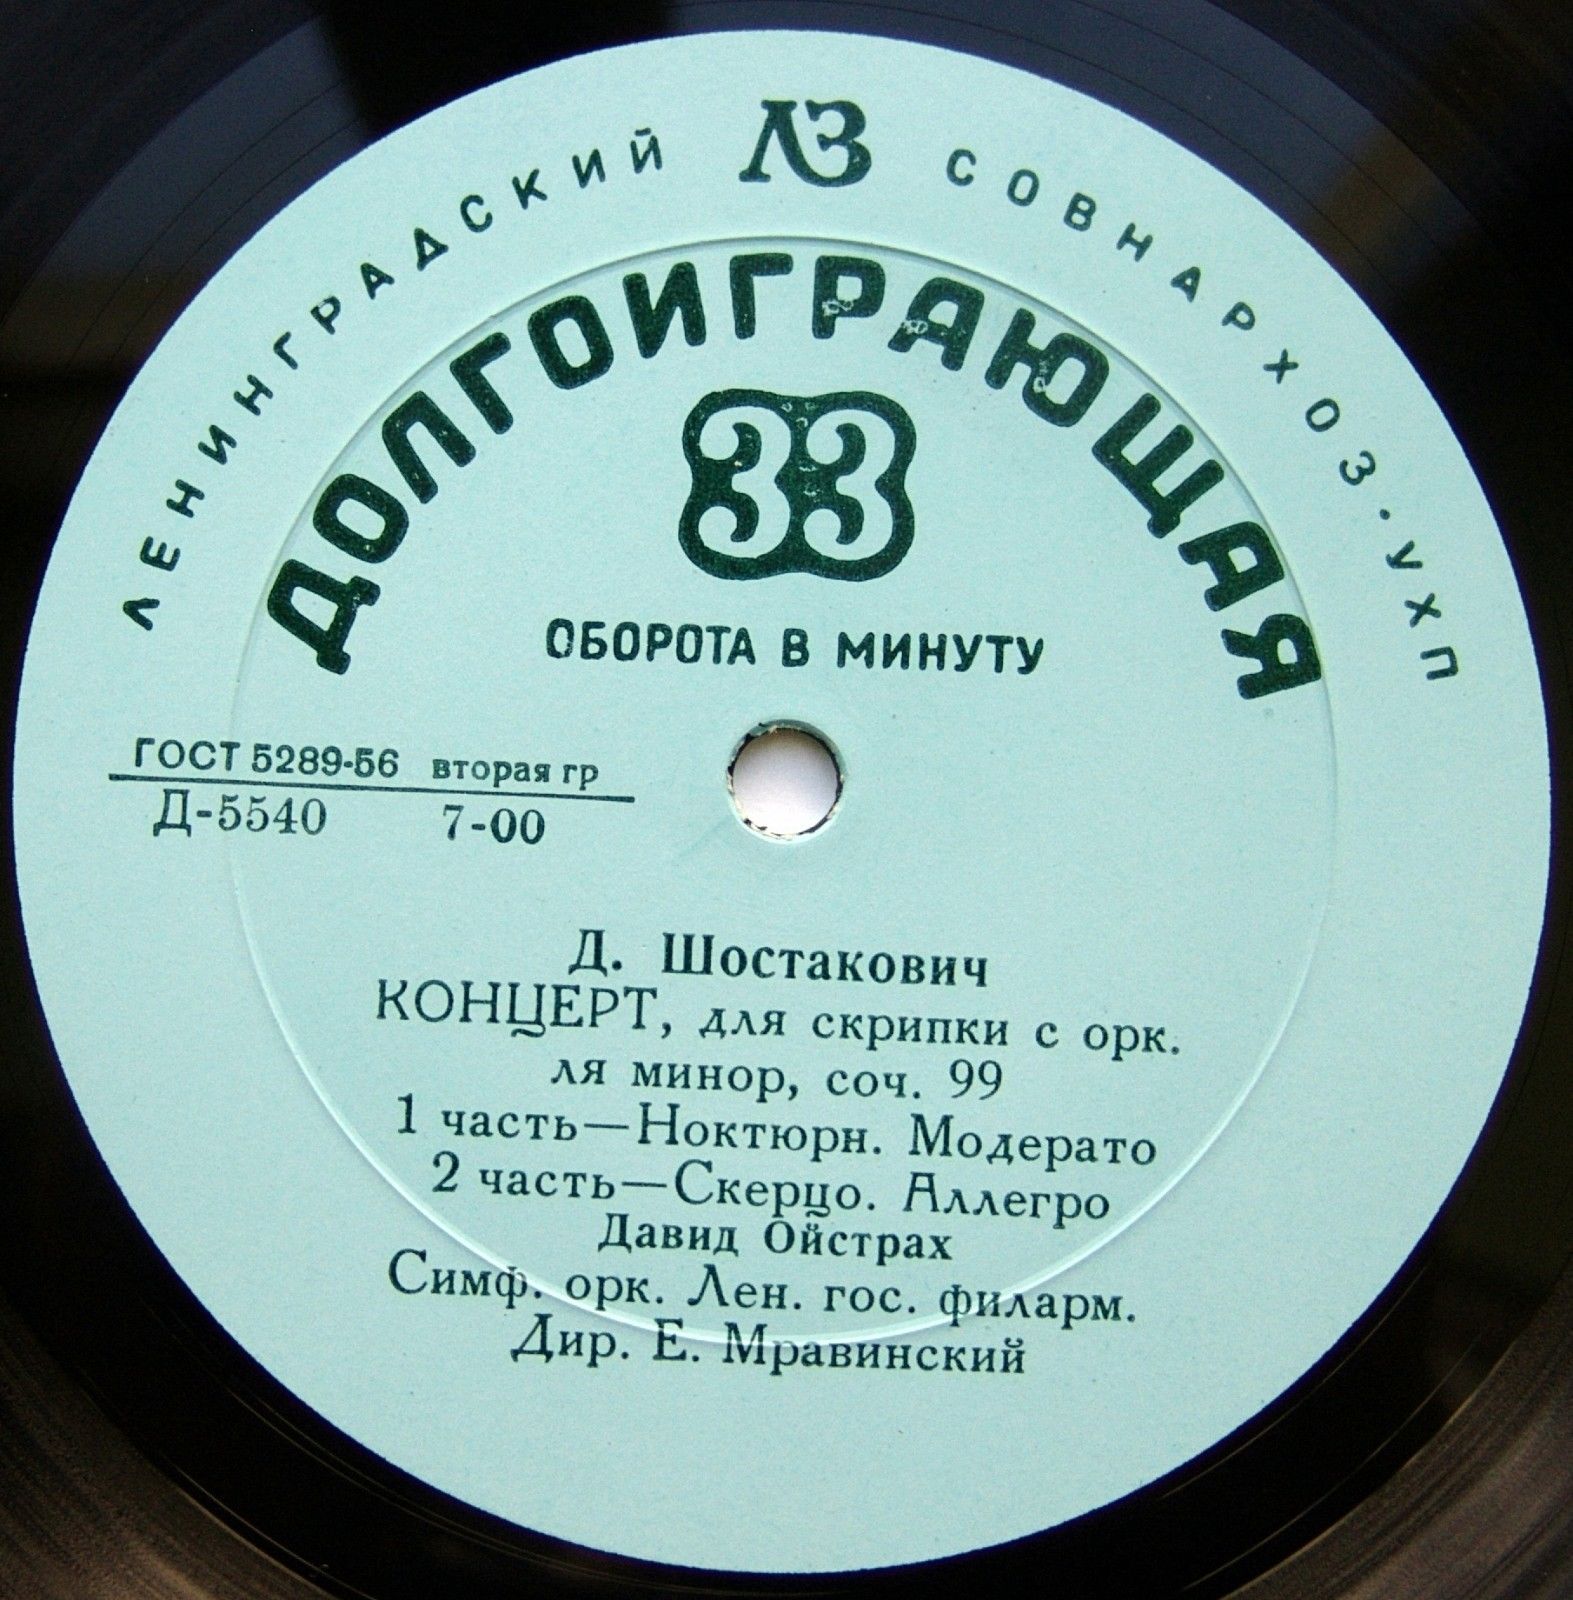 ЛЕНИНГРАДСКИЙ ЛЗ СОВНАРХОЗ · УХП
ДОЛГОИГРАЮЩАЯ
33
ОБОРОТА В МИНУТУ
ГОСТ 5289-56 вторая гр
Д-5540 7-00
Д. Шостакович
КОНЦЕРТ, для скрипки с орк.
ля минор, соч. 99
1 часть—Ноктюрн. Модерато
2 часть—Скерцо. Аллегро
Давид Ойстрах
Симф. орк. Лен. гос. филарм.
Дир. Е. Мравинский